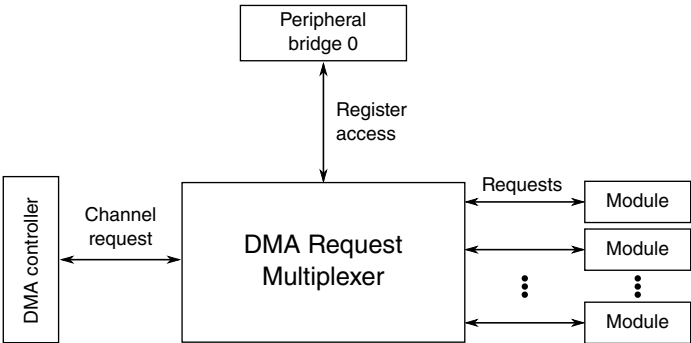 Peripheral
bridge 0
Register
access
Requests
Module
Channel
request
DMA controller
DMA Request
Multiplexer
Module
Module